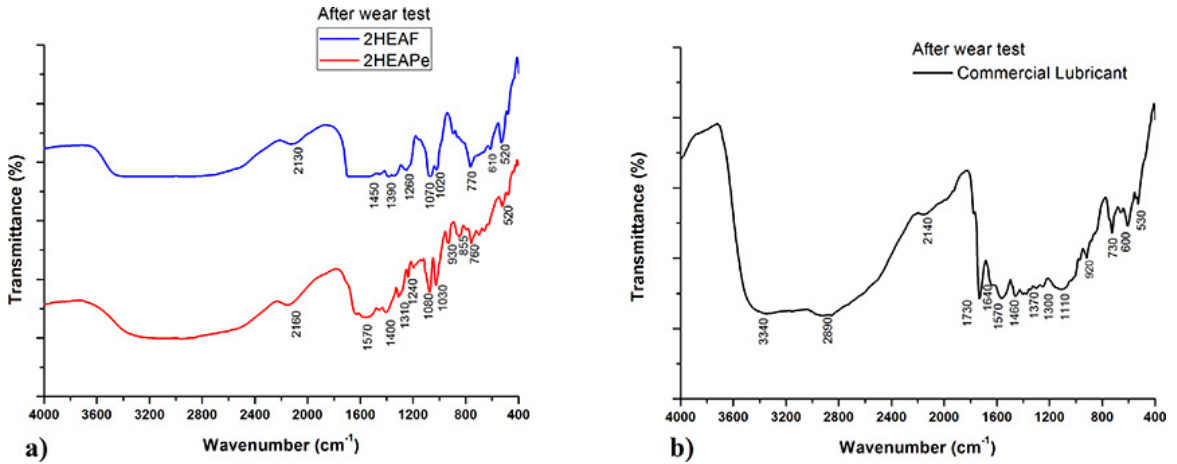 After wear test
2HEAF
2HEAPe
Transmittance (%)
2130
1450
1390
1260
1070
1020
770
610
520
2160
1570
1400
1310
1240
1080
1030
930
855
760
520
4000 3600 3200 2800 2400 2000 1600 1200 800 400
Wavenumber (cm⁻¹)
a)
After wear test
Commercial Lubricant
Transmittance (%)
3340
2890
2140
1730
1640
1570
1460
1370
1300
1110
920
730
600
530
4000 3600 3200 2800 2400 2000 1600 1200 800 400
Wavenumber (cm⁻¹)
b)